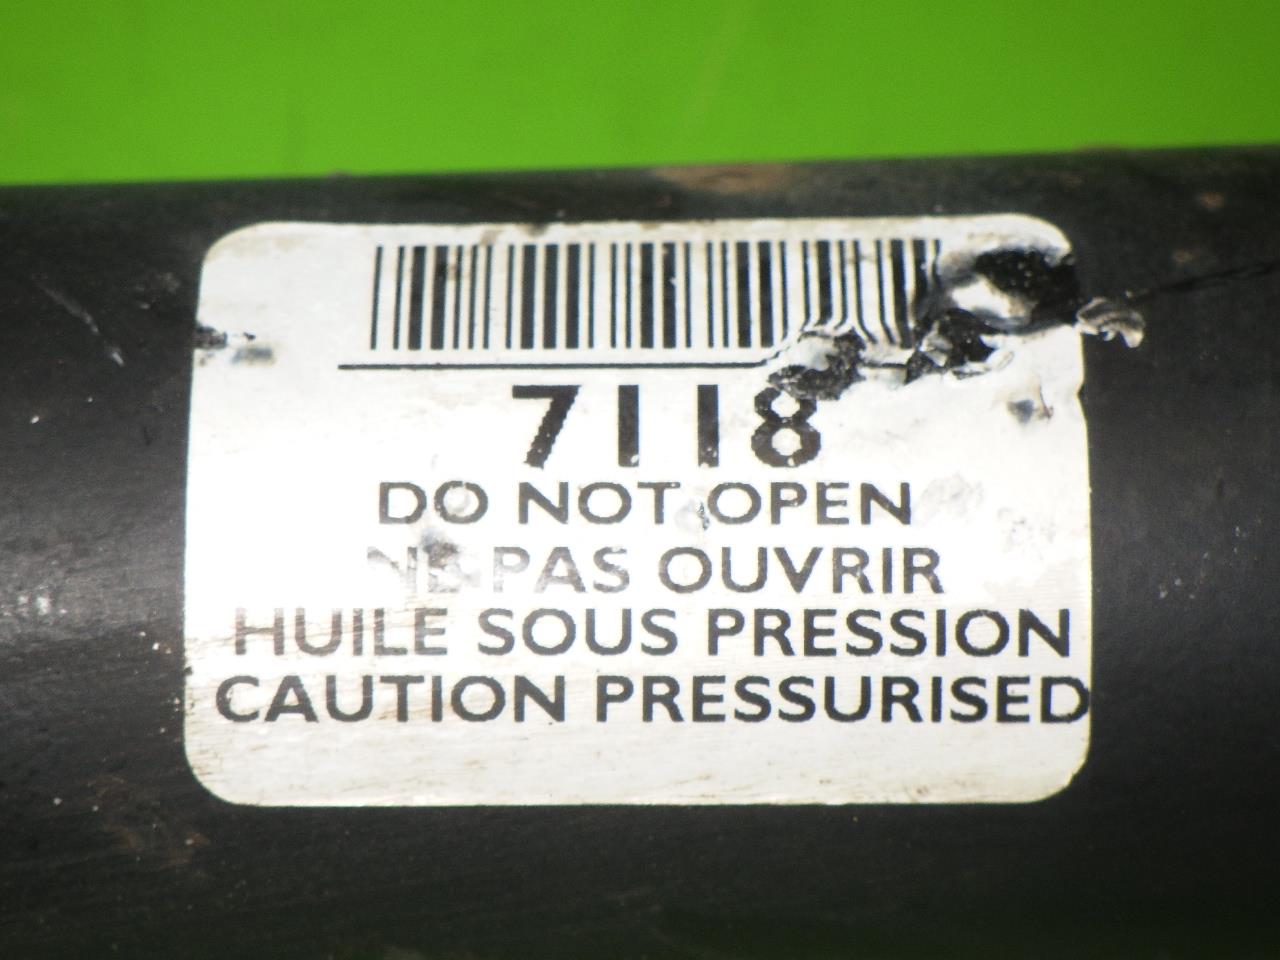 7118
DO NOT OPEN
NE PAS OUVRIR
HUILE SOUS PRESSION
CAUTION PRESSURISED